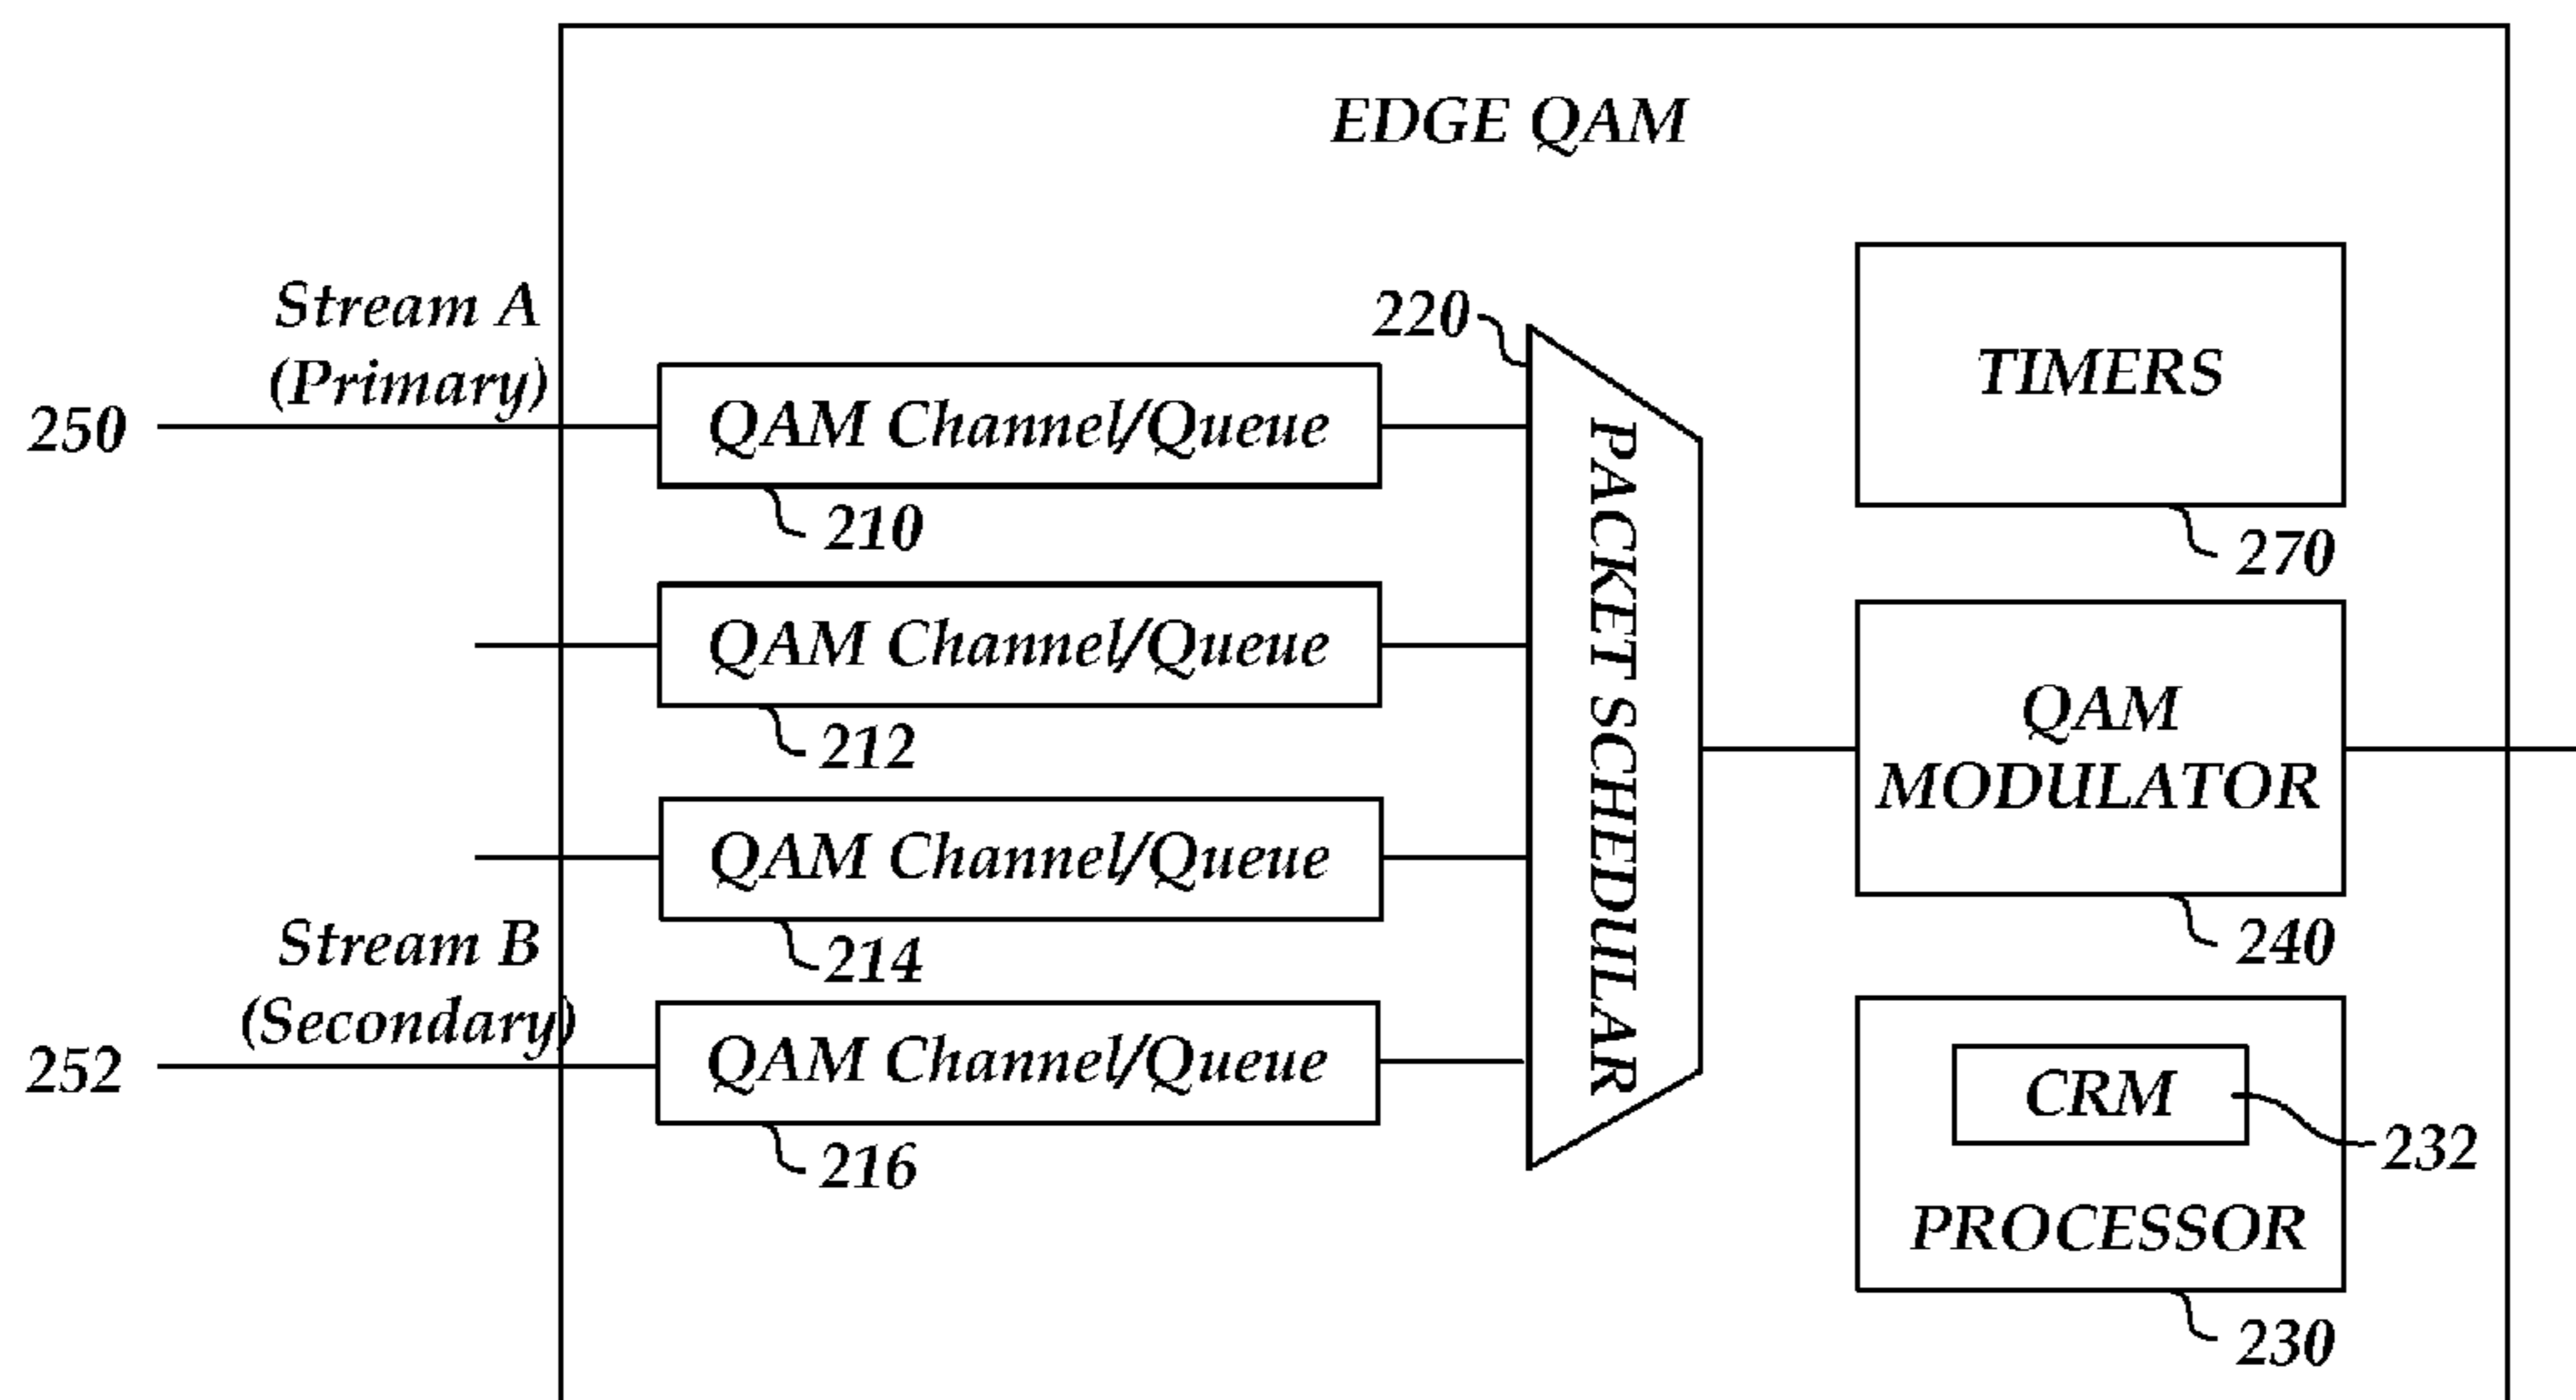 EDGE QAM
Stream A
(Primary)
250
QAM Channel/Queue
210
QAM Channel/Queue
212
QAM Channel/Queue
214
Stream B
(Secondary)
252
QAM Channel/Queue
216
220
PACKET SCHEDULAR
TIMERS
270
QAM
MODULATOR
240
CRM
232
PROCESSOR
230